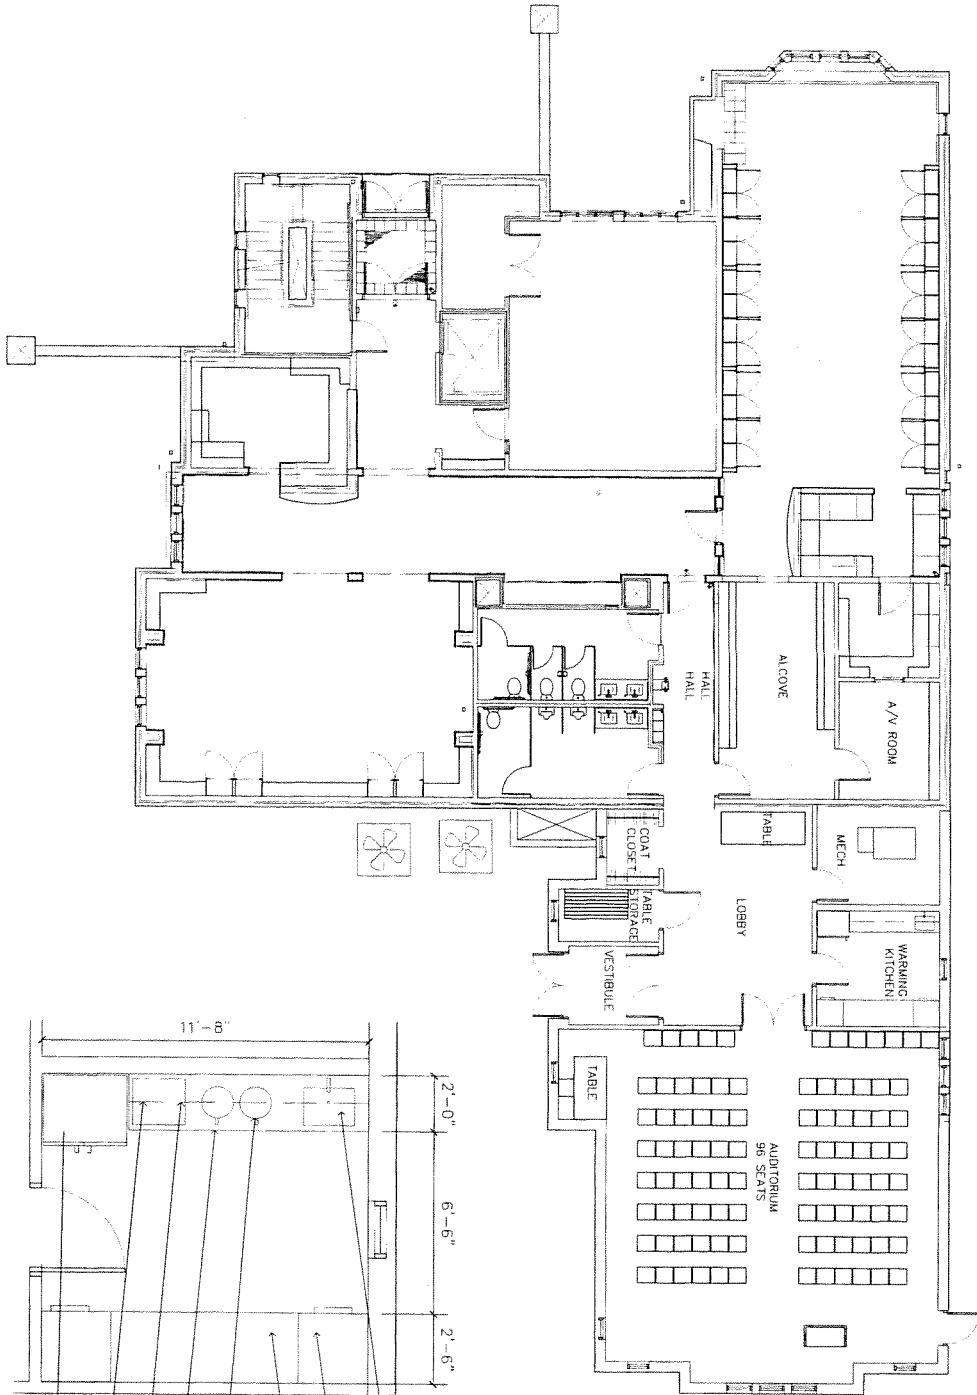 HALL
HALL
ALCOVE
A/V ROOM
COAT
CLOSET
TABLE
MECH
TABLE
STORAGE
LOBBY
WARMING
KITCHEN
VESTIBULE
TABLE
AUDITORIUM
96 SEATS
11'-8"
2'-0"
6'-6"
2'-6"